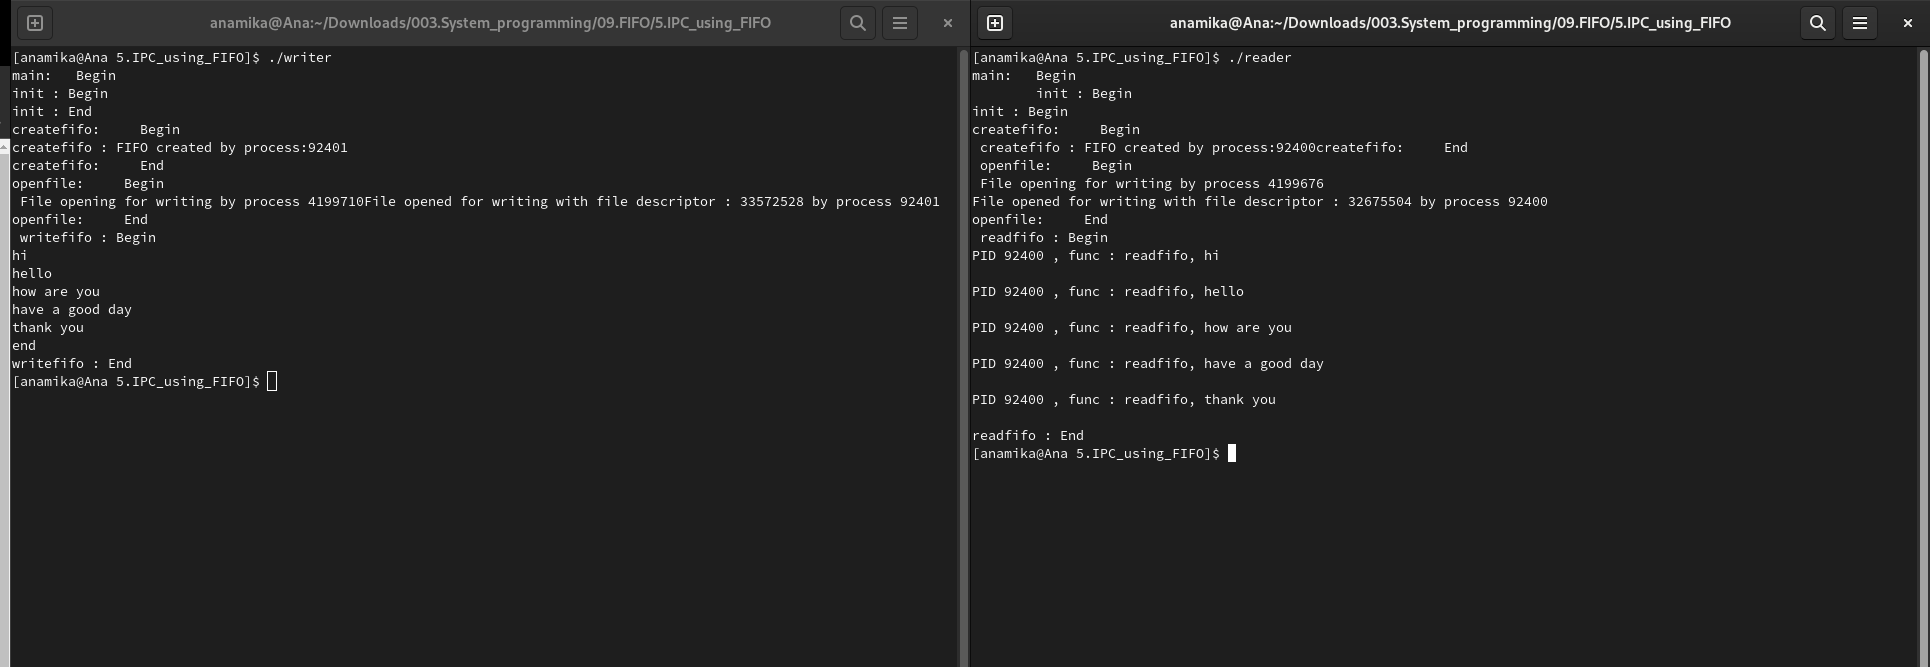 anamika@Ana:~/Downloads/003.System_programming/09.FIFO/5.IPC_using_FIFO
[anamika@Ana 5.IPC_using_FIFO]$ ./writer
main:   Begin
init : Begin
init : End
createfifo:     Begin
createfifo : FIFO created by process:92401
createfifo:     End
openfile:     Begin
 File opening for writing by process 4199710File opened for writing with file descriptor : 33572528 by process 92401
openfile:     End
 writefifo : Begin
hi
hello
how are you
have a good day
thank you
end
writefifo : End
[anamika@Ana 5.IPC_using_FIFO]$
anamika@Ana:~/Downloads/003.System_programming/09.FIFO/5.IPC_using_FIFO
[anamika@Ana 5.IPC_using_FIFO]$ ./reader
main:   Begin
        init : Begin
init : Begin
createfifo:     Begin
 createfifo : FIFO created by process:92400createfifo:     End
 openfile:     Begin
 File opening for writing by process 4199676
File opened for writing with file descriptor : 32675504 by process 92400
openfile:     End
 readfifo : Begin
PID 92400 , func : readfifo, hi
PID 92400 , func : readfifo, hello
PID 92400 , func : readfifo, how are you
PID 92400 , func : readfifo, have a good day
PID 92400 , func : readfifo, thank you
readfifo : End
[anamika@Ana 5.IPC_using_FIFO]$